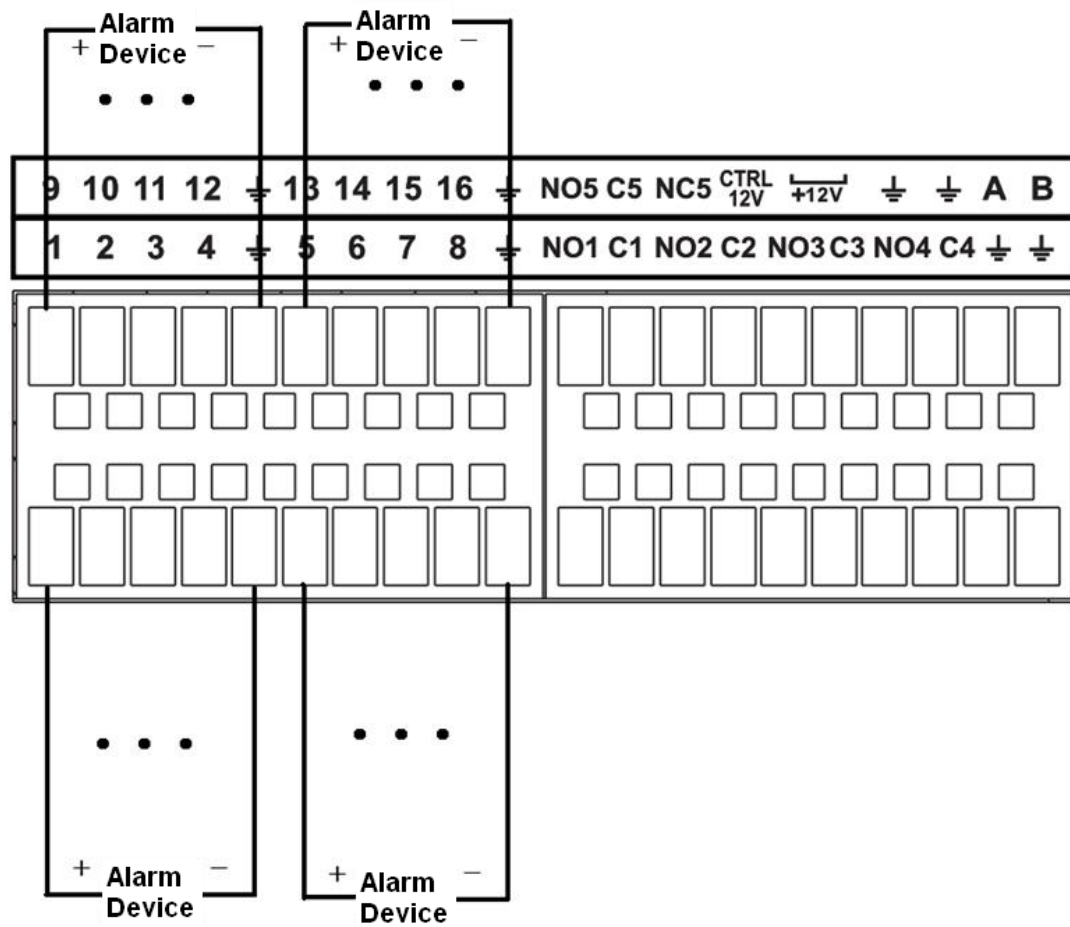 Alarm
Device
+ −
Alarm
Device
+ −
9 10 11 12 ⏚ 13 14 15 16 ⏚ NO5 C5 NC5 CTRL 12V +12V ⏚ ⏚ A B
1 2 3 4 ⏚ 5 6 7 8 ⏚ NO1 C1 NO2 C2 NO3 C3 NO4 C4 ⏚ ⏚
+ −
Alarm
Device
+ −
Alarm
Device